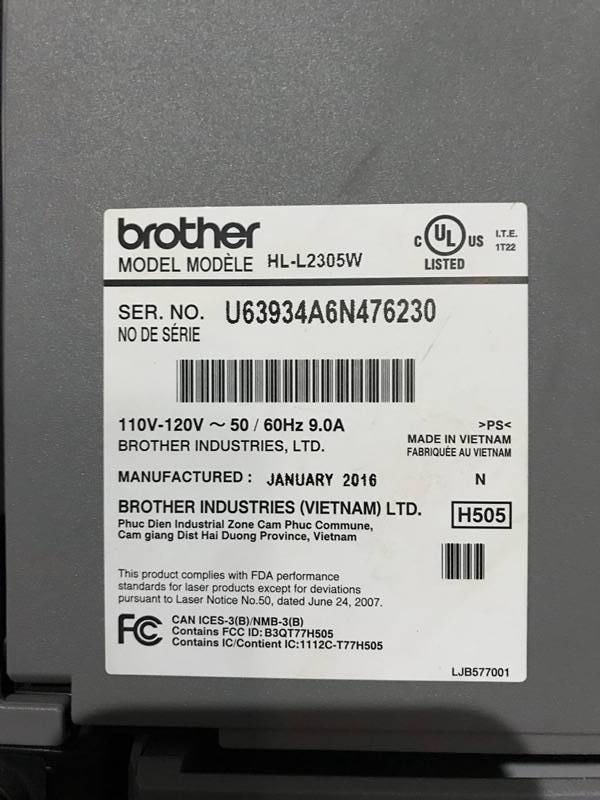 brother
MODEL MODÈLE HL-L2305W
C UL US LISTED
I.T.E.
1T22
SER. NO. U63934A6N476230
NO DE SÉRIE
110V-120V ~ 50 / 60Hz 9.0A
BROTHER INDUSTRIES, LTD.
>PS<
MADE IN VIETNAM
FABRIQUÉE AU VIETNAM
MANUFACTURED : JANUARY 2016
N
BROTHER INDUSTRIES (VIETNAM) LTD.
H505
Phuc Dien Industrial Zone Cam Phuc Commune,
Cam giang Dist Hai Duong Province, Vietnam
This product complies with FDA performance
standards for laser products except for deviations
pursuant to Laser Notice No.50, dated June 24, 2007.
FC
CAN ICES-3(B)/NMB-3(B)
Contains FCC ID: B3QT77H505
Contains IC/Contient IC:1112C-T77H505
LJB577001